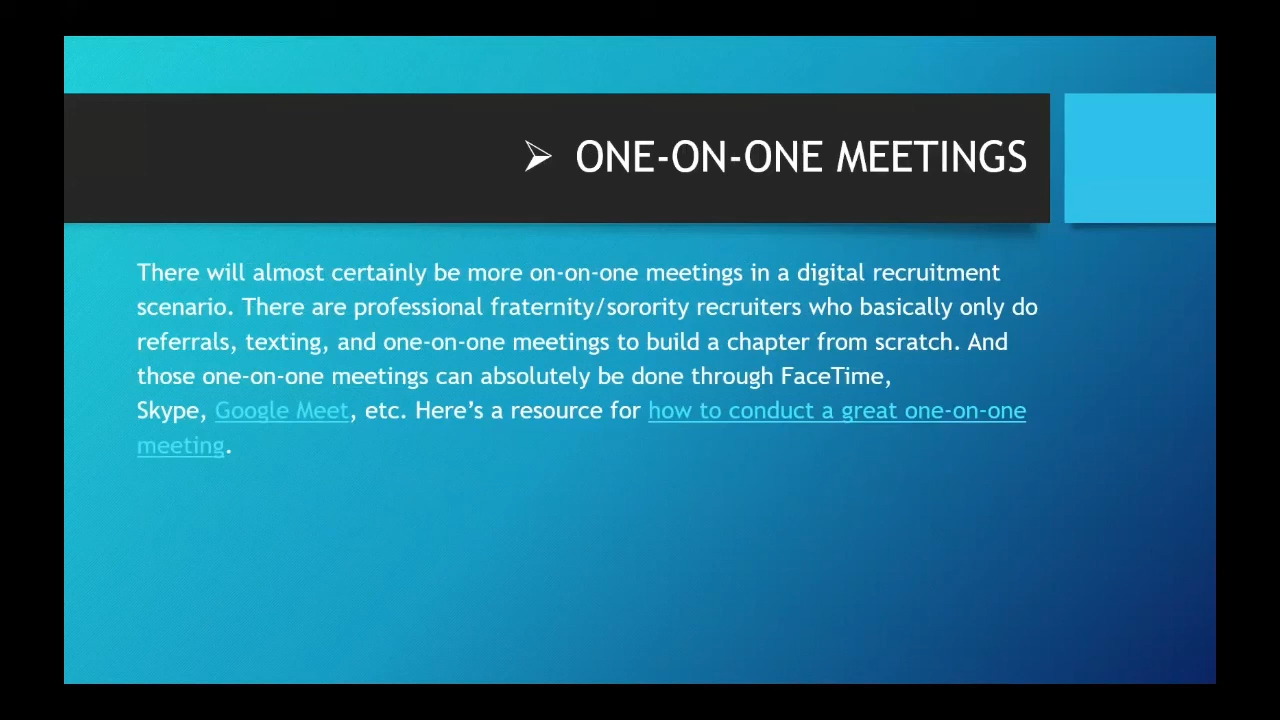 ➢ ONE-ON-ONE MEETINGS
There will almost certainly be more on-on-one meetings in a digital recruitment
scenario. There are professional fraternity/sorority recruiters who basically only do
referrals, texting, and one-on-one meetings to build a chapter from scratch. And
those one-on-one meetings can absolutely be done through FaceTime,
Skype, Google Meet, etc. Here’s a resource for how to conduct a great one-on-one
meeting.